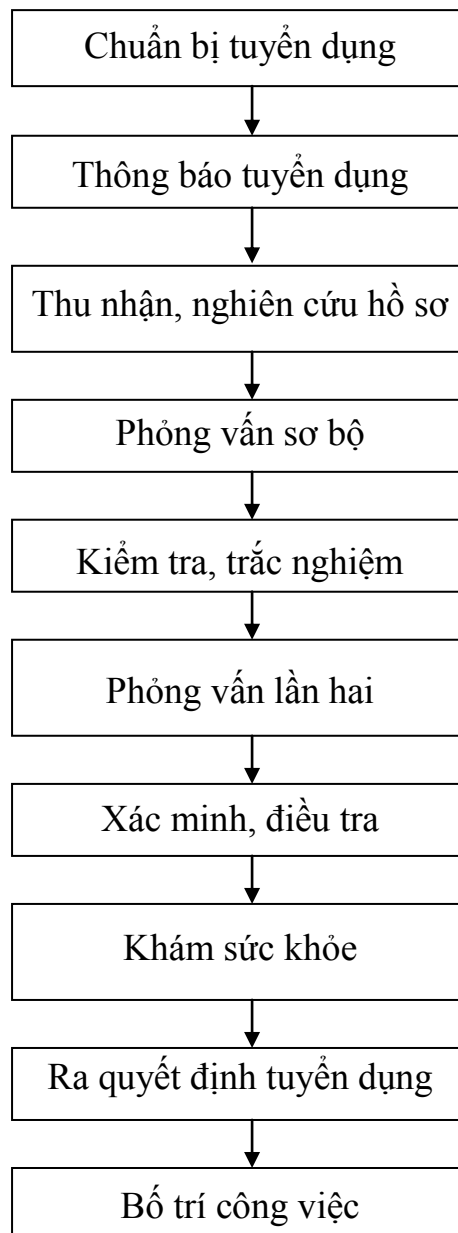 Chuẩn bị tuyển dụng
Thông báo tuyển dụng
Thu nhận, nghiên cứu hồ sơ
Phỏng vấn sơ bộ
Kiểm tra, trắc nghiệm
Phỏng vấn lần hai
Xác minh, điều tra
Khám sức khỏe
Ra quyết định tuyển dụng
Bố trí công việc